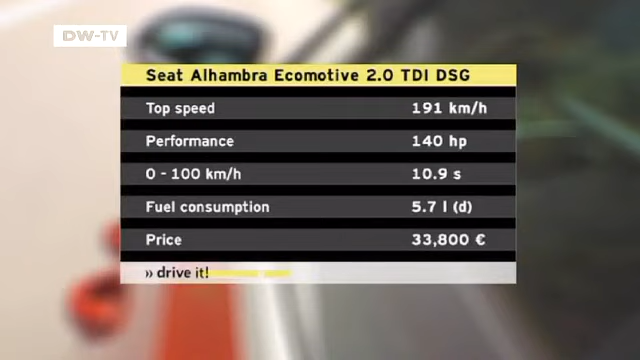 DW-TV
Seat Alhambra Ecomotive 2.0 TDI DSG
Top speed 191 km/h
Performance 140 hp
0 - 100 km/h 10.9 s
Fuel consumption 5.7 l (d)
Price 33,800 €
» drive it!